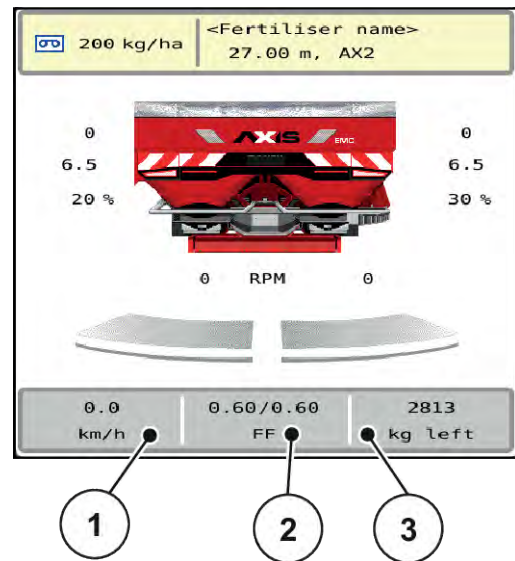 200 kg/ha
<Fertiliser name>
27.00 m, AX2
0
0
AXIS
EMC
6.5
6.5
20 %
30 %
0 RPM 0
0.0
km/h
0.60/0.60
FF
2813
kg left
1
2
3